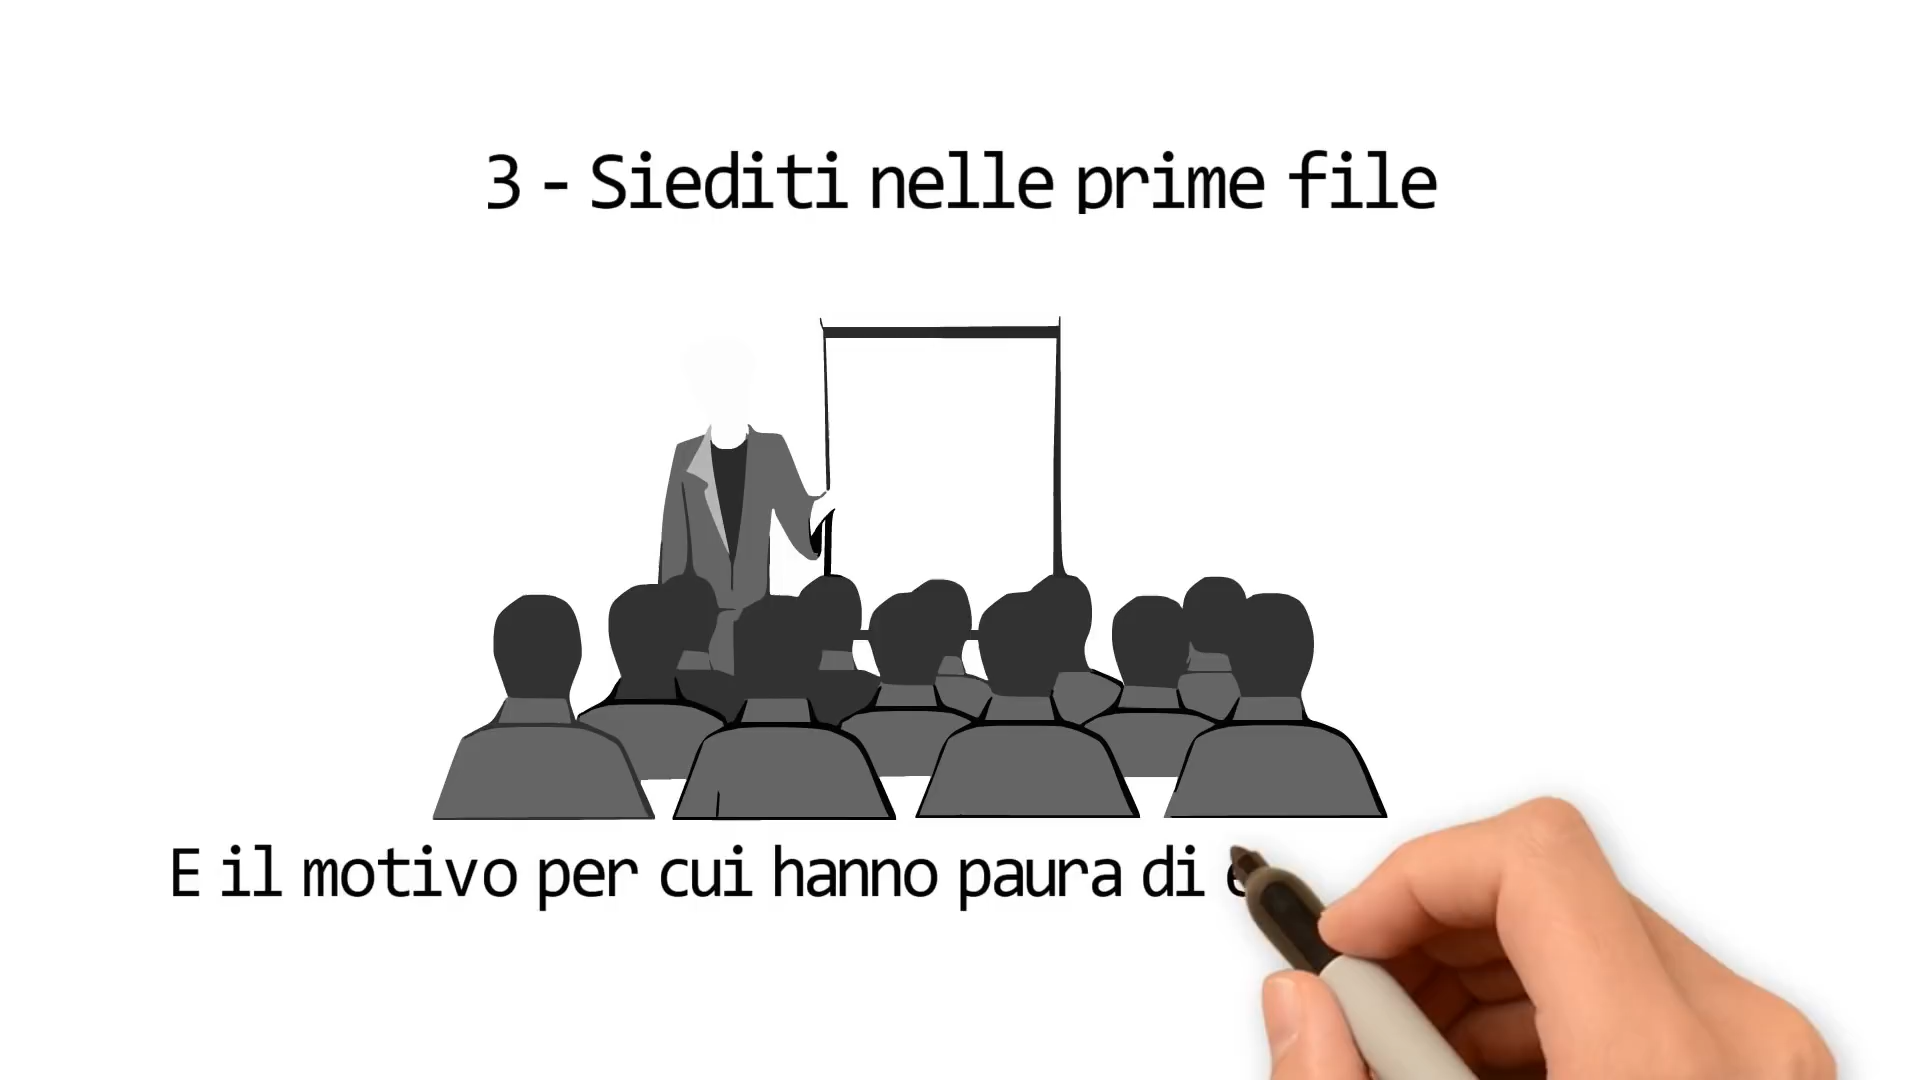 3 - Siediti nelle prime file
E il motivo per cui hanno paura di